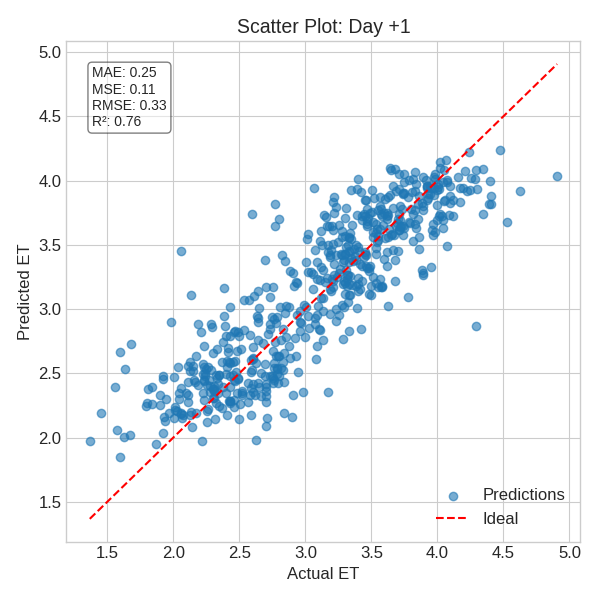 Scatter Plot: Day +1
MAE: 0.25
MSE: 0.11
RMSE: 0.33
R²: 0.76
5.0
4.5
4.0
3.5
3.0
2.5
2.0
1.5
Predicted ET
Predictions
Ideal
1.5 2.0 2.5 3.0 3.5 4.0 4.5 5.0
Actual ET